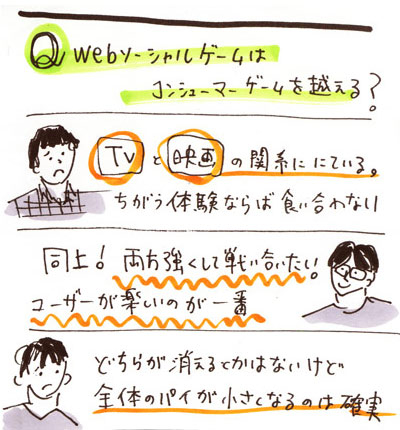 Q Webソーシャルゲームは
コンシューマーゲームを越える?
TVと映画の関係ににている。
ちがう体験ならば食い合わない
同上!両方強くして戦い合いたい!
ユーザーが楽しいのが一番
どちらが消えるとかはないけど
全体のパイが小さくなるのは確実